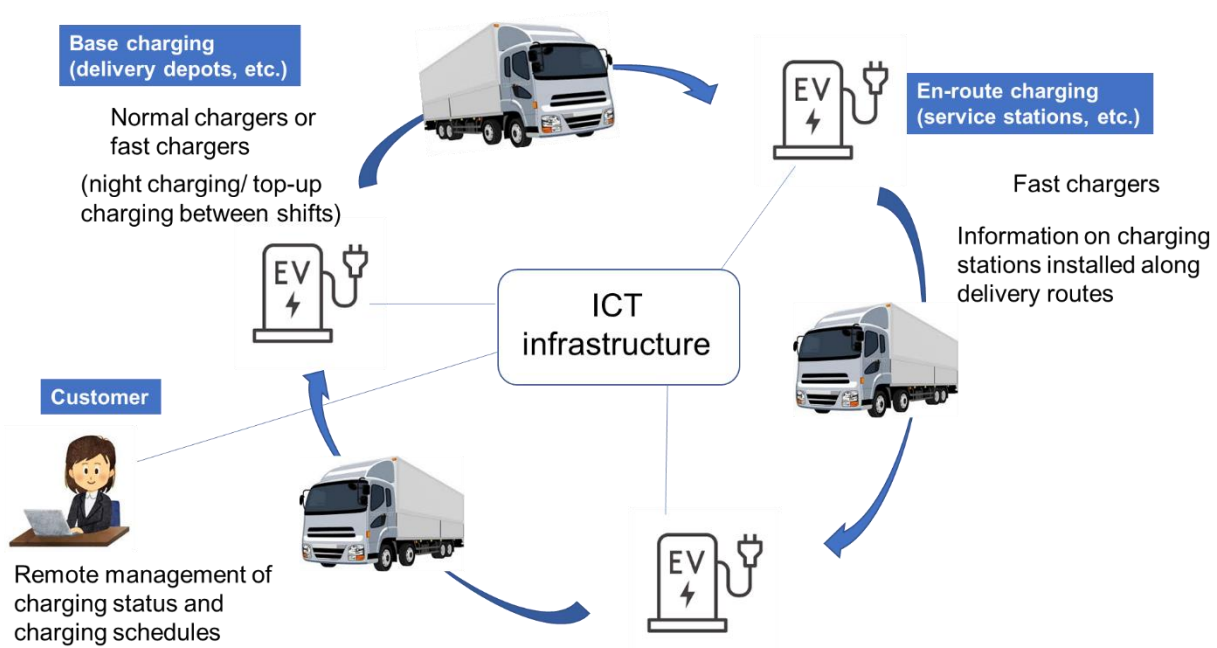 Base charging
(delivery depots, etc.)
Normal chargers or
fast chargers
(night charging/ top-up
charging between shifts)
EV
EV
En-route charging
(service stations, etc.)
Fast chargers
Information on charging
stations installed along
delivery routes
ICT
infrastructure
Customer
Remote management of
charging status and
charging schedules
EV